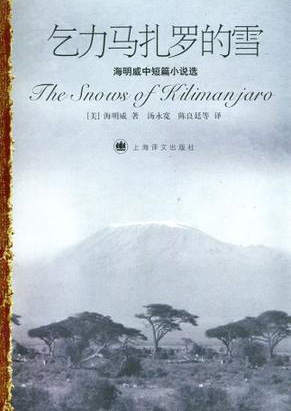 乞力马扎罗的雪
海明威中短篇小说选
The Snows of Kilimanjaro
[美] 海明威 著 汤永宽 陈良廷等 译
上海译文出版社